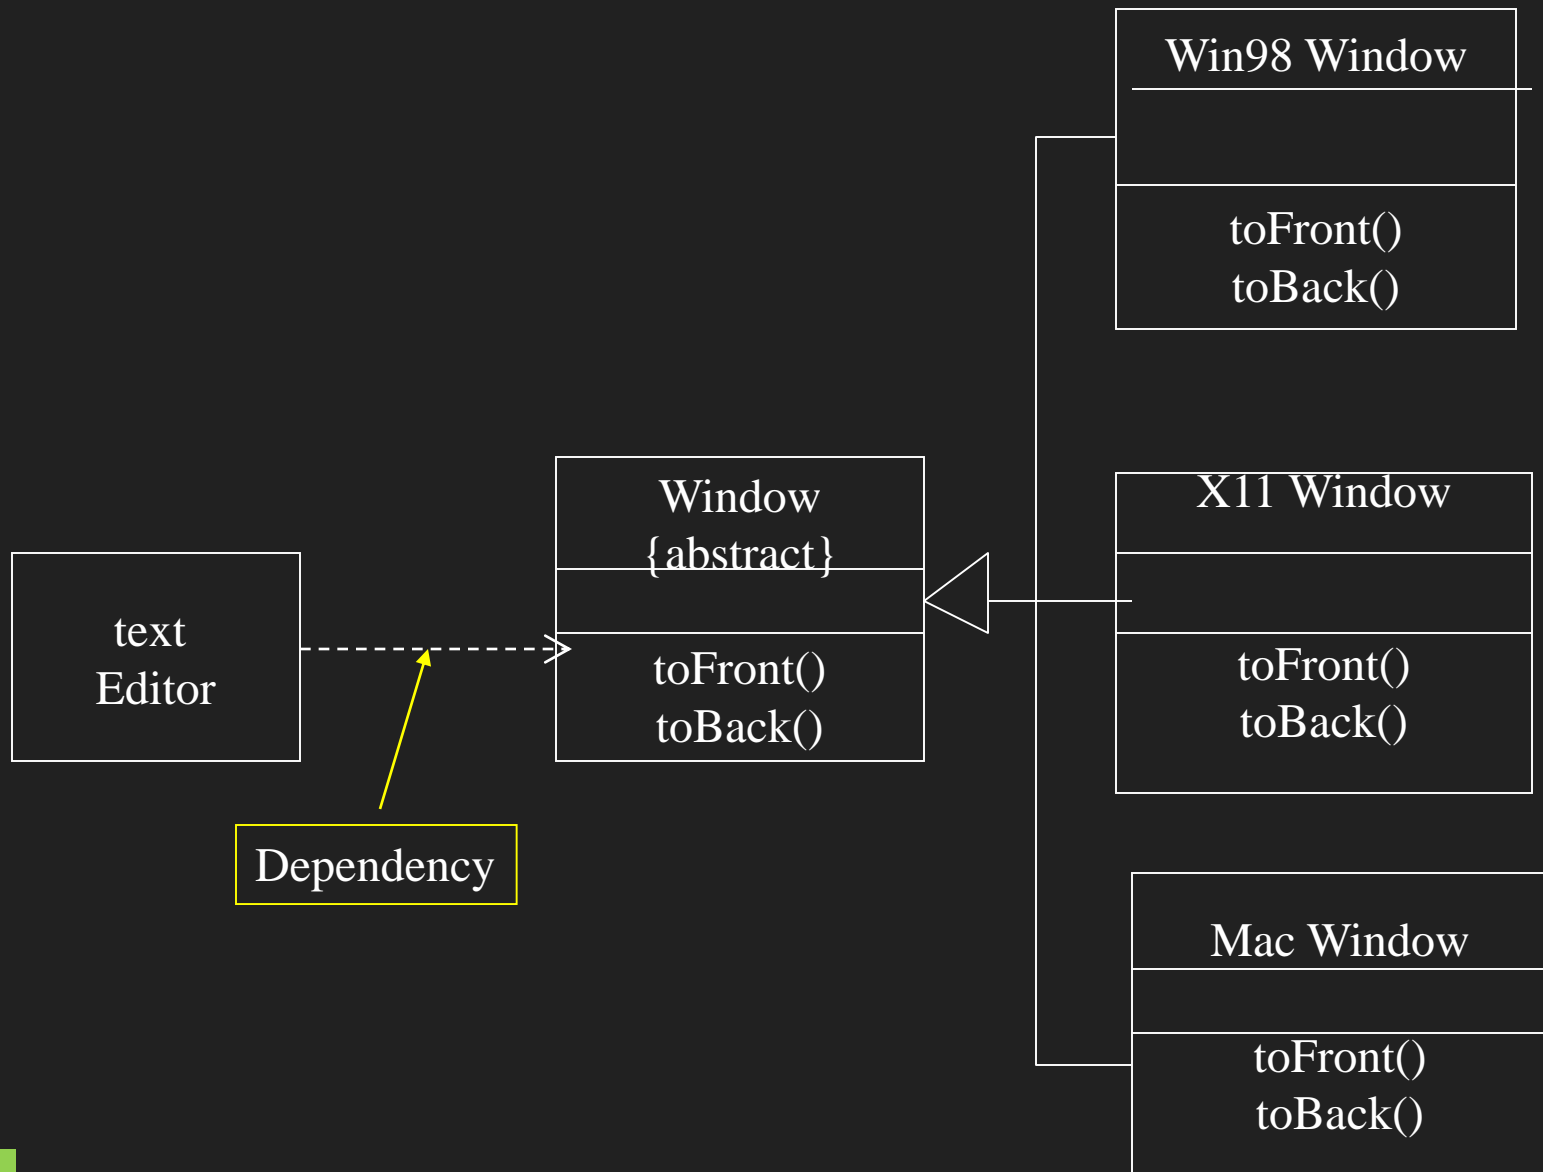 Win98 Window
toFront()
toBack()
Window
{abstract}
toFront()
toBack()
X11 Window
toFront()
toBack()
text
Editor
Dependency
Mac Window
toFront()
toBack()